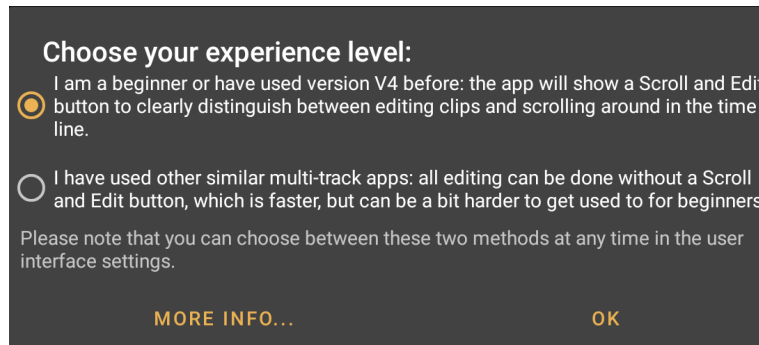 Choose your experience level:
I am a beginner or have used version V4 before: the app will show a Scroll and Edit
button to clearly distinguish between editing clips and scrolling around in the time
line.
I have used other similar multi-track apps: all editing can be done without a Scroll
and Edit button, which is faster, but can be a bit harder to get used to for beginners
Please note that you can choose between these two methods at any time in the user
interface settings.
MORE INFO...
OK